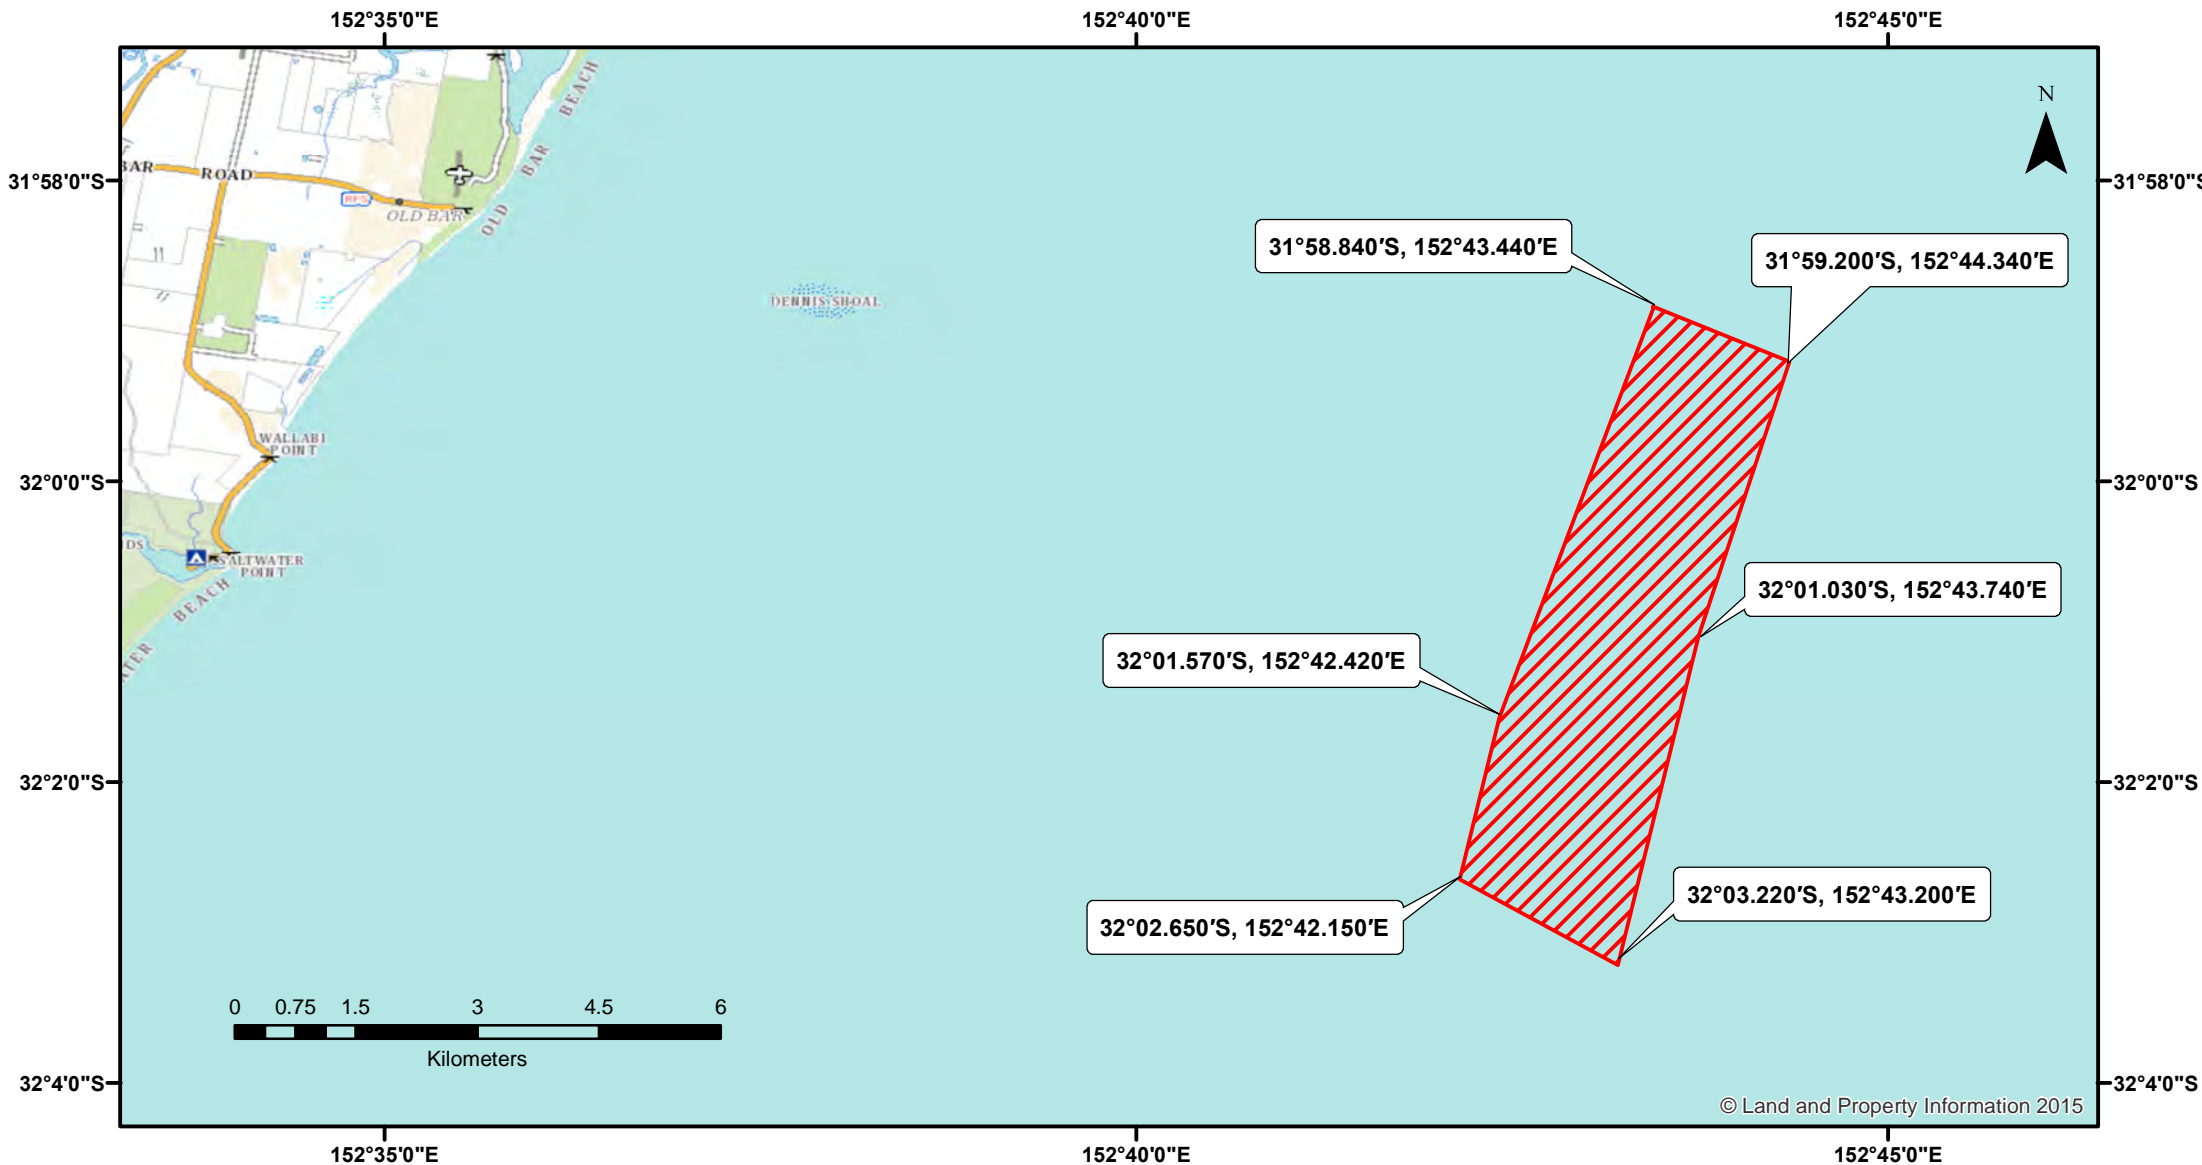 152°35'0"E
152°40'0"E
152°45'0"E
N
31°58'0"S
31°58'0"S
BAR ROAD
RFS
OLD BAR
OLD BAR BEACH
DENNIS SHOAL
31°58.840'S, 152°43.440'E
31°59.200'S, 152°44.340'E
WALLABI
POINT
32°0'0"S
32°0'0"S
SALTWATER
POINT
BEACH
32°01.030'S, 152°43.740'E
32°01.570'S, 152°42.420'E
32°2'0"S
32°2'0"S
32°03.220'S, 152°43.200'E
32°02.650'S, 152°42.150'E
0 0.75 1.5 3 4.5 6
Kilometers
32°4'0"S
32°4'0"S
© Land and Property Information 2015
152°35'0"E
152°40'0"E
152°45'0"E